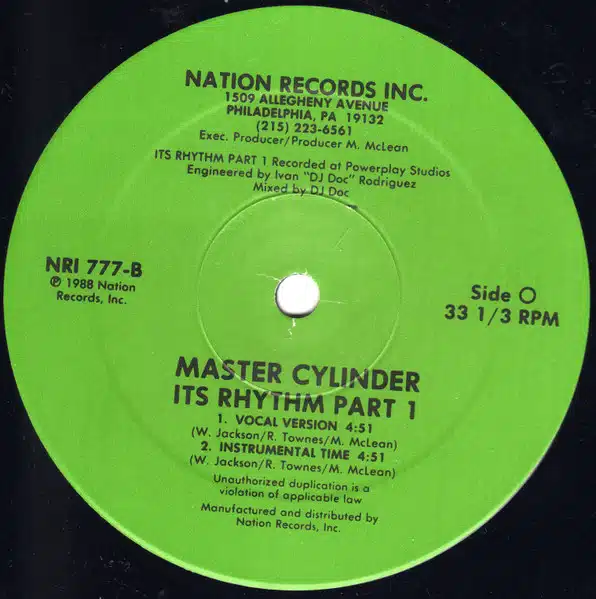 NATION RECORDS INC.
1509 ALLEGHENY AVENUE
PHILADELPHIA, PA 19132
(215) 223-6561
Exec. Producer/Producer M. McLean
ITS RHYTHM PART 1 Recorded at Powerplay Studios
Engineered by Ivan "DJ Doc" Rodriguez
Mixed by DJ Doc
NRI 777-B
℗ 1988 Nation
Records, Inc.
Side O
33 1/3 RPM
MASTER CYLINDER
ITS RHYTHM PART 1
1. VOCAL VERSION 4:51
(W. Jackson/R. Townes/M. McLean)
2. INSTRUMENTAL TIME 4:51
(W. Jackson/R. Townes/M. McLean)
Unauthorized duplication is a
violation of applicable law
Manufactured and distributed by
Nation Records, Inc.